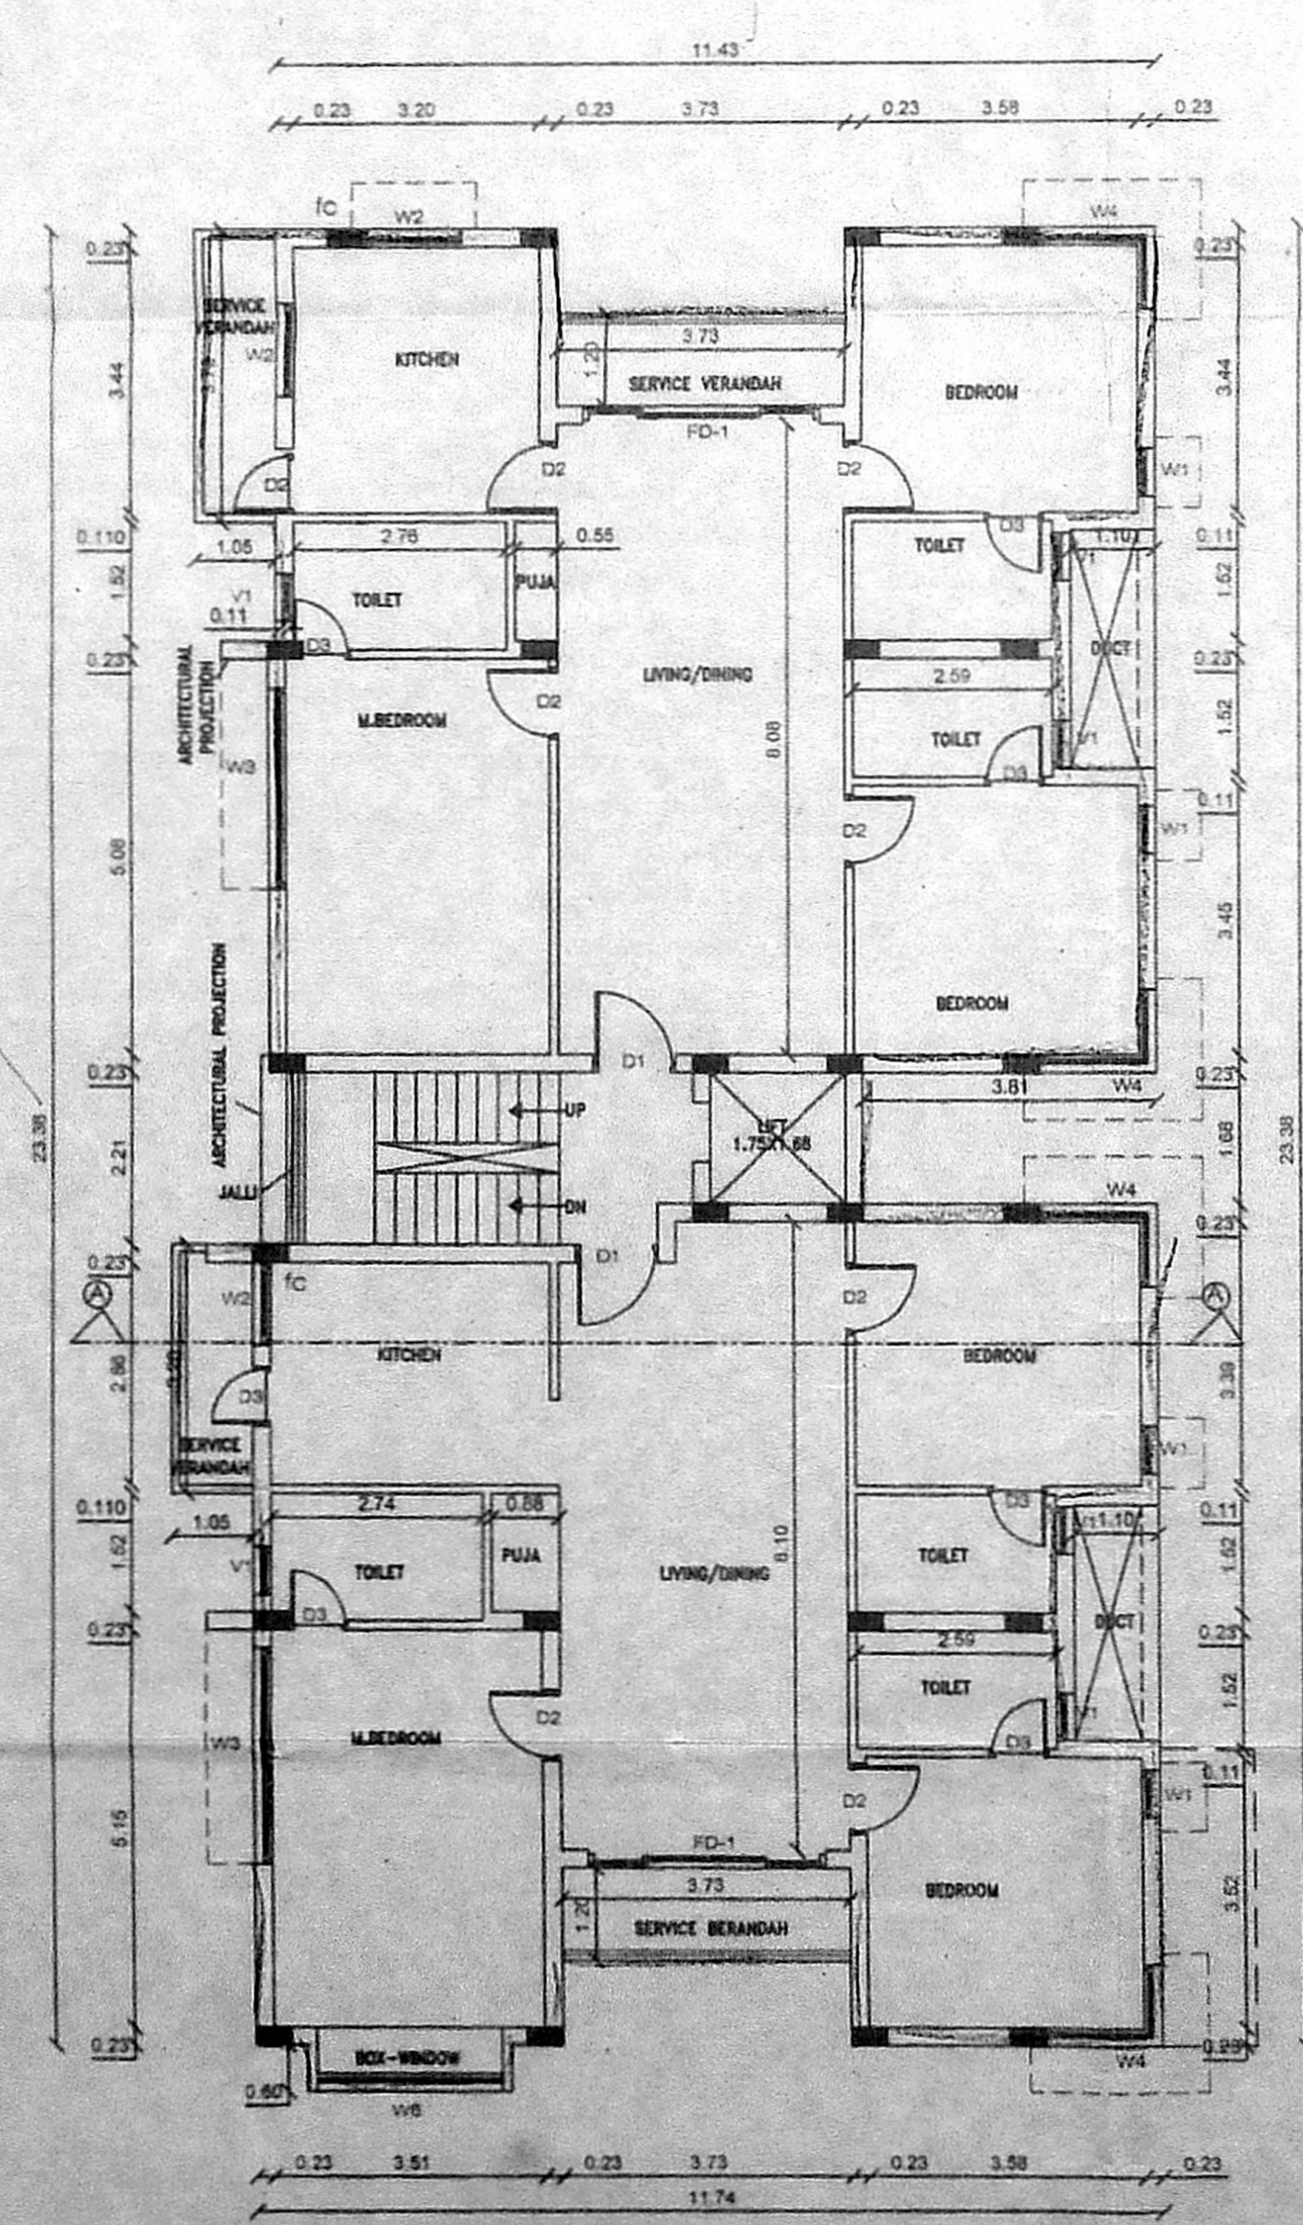 11.43
0.23 3.20 0.23 3.73 0.23 3.58 0.23
fc W2 W4
0.23 0.23
SERVICE
VERANDAH
W2
KITCHEN
3.73
1.20
SERVICE VERANDAH
BEDROOM
3.44 3.44
FD-1
D2 D2 D2 W1
0.110 1.05 2.76 0.55 D3 1.10 0.11
TOILET
PUJA
V1 TOILET
1.52 1.52
0.11 D3
0.23 DUCT 0.23
ARCHITECTURAL
PROJECTION
LIVING/DINING
2.59
M.BEDROOM D2
TOILET V1
1.52
W3 8.08 D3
0.11
D2 W1
5.08 3.45
BEDROOM
ARCHITECTURAL PROJECTION
D1
0.23 3.81 W4 0.23
UP
LIFT
1.75X1.68
23.38 2.21 1.68 23.38
JALLI DN W4
0.23 D1 0.23
fc
A W2 D2 A
KITCHEN BEDROOM
2.86 3.39
D3
SERVICE
VERANDAH
W1
0.110 2.74 0.88 D3 V1 1.10 0.11
1.05
TOILET
PUJA
V1 TOILET LIVING/DINING
1.52 8.10 1.52
D3
0.23 DUCT 0.23
2.59
TOILET
1.52
V1
W3 M.BEDROOM D2 D3
0.11
D2 W1
5.15 FD-1
3.73
BEDROOM
1.20
SERVICE BERANDAH
3.52
0.23 0.23
BOX-WINDOW W4
0.60
W6
0.23 3.51 0.23 3.73 0.23 3.58 0.23
11.74